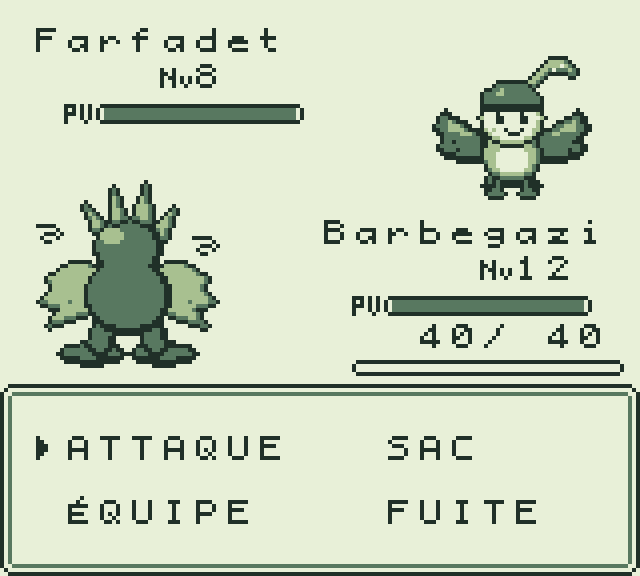 Farfadet
Nv8
PV
Barbegazi
Nv12
PV
40/ 40
ATTAQUE SAC
ÉQUIPE FUITE